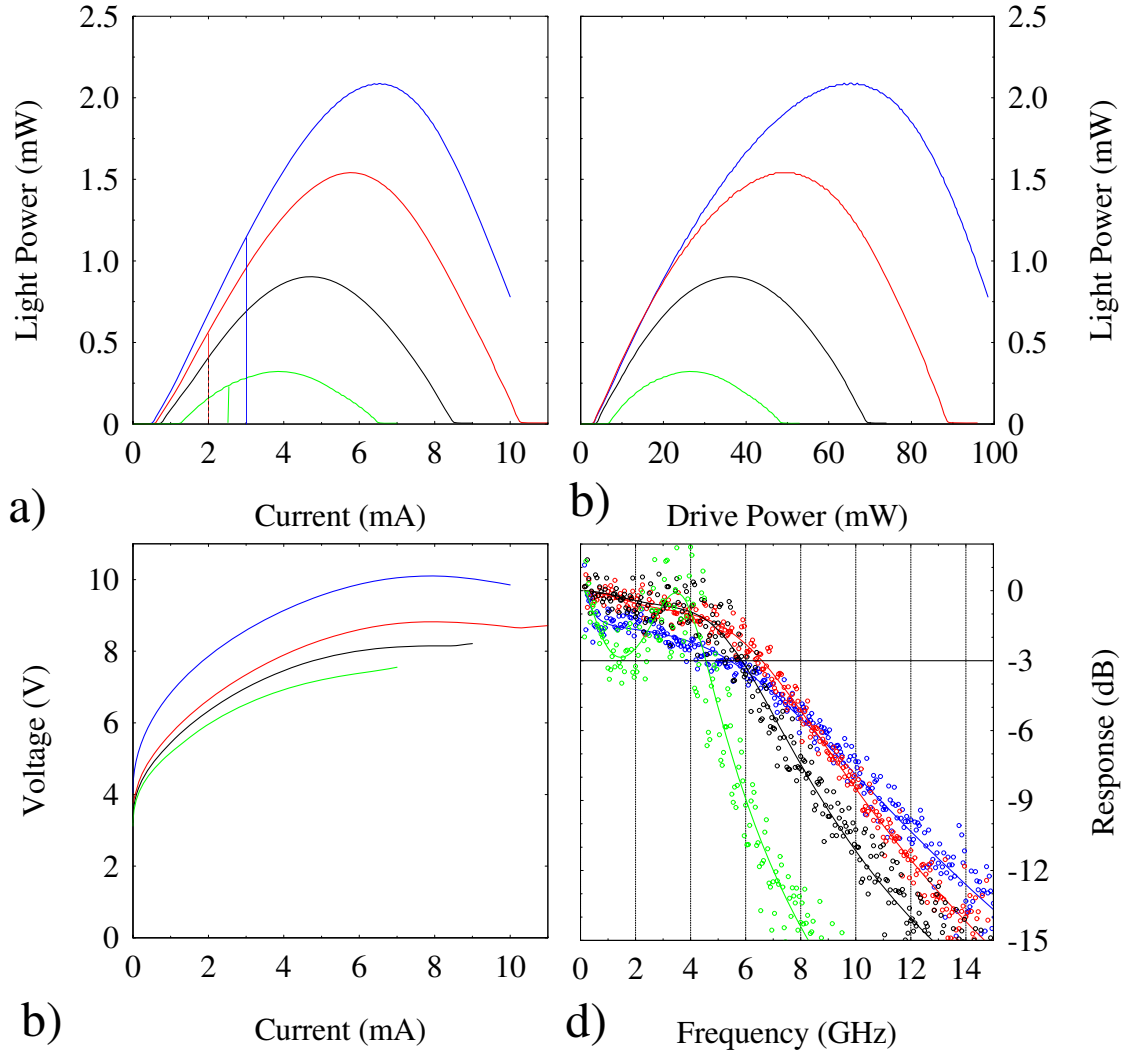 2.5
2.0
1.5
1.0
0.5
0
Light Power (mW)
0 2 4 6 8 10
Current (mA)
a)
2.5
2.0
1.5
1.0
0.5
0
Light Power (mW)
20 40 60 80 100
Drive Power (mW)
b)
10
8
6
4
2
0
Voltage (V)
0 2 4 6 8 10
Current (mA)
b)
0
-3
-6
-9
-12
-15
Response (dB)
0 2 4 6 8 10 12 14
Frequency (GHz)
d)